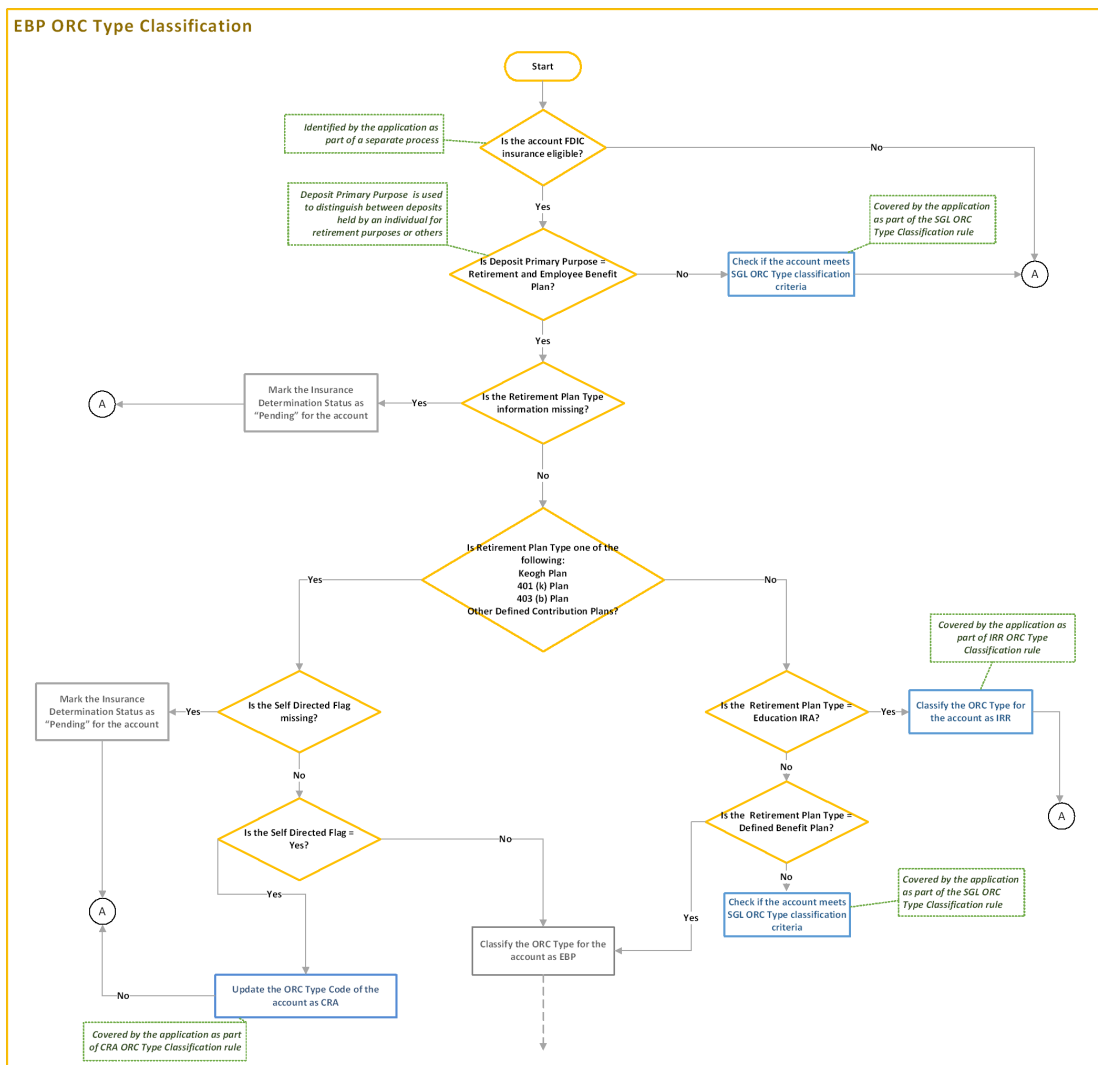 EBP ORC Type Classification
Start
Identified by the application as
part of a separate process
Is the account FDIC
insurance eligible?
No
Yes
Deposit Primary Purpose is used
to distinguish between deposits
held by an individual for
retirement purposes or others
Covered by the application
as part of the SGL ORC
Type Classification rule
Is Deposit Primary Purpose =
Retirement and Employee Benefit
Plan?
No
Check if the account meets
SGL ORC Type classification
criteria
A
Yes
A
Mark the Insurance
Determination Status as
“Pending” for the account
Yes
Is the Retirement Plan Type
information missing?
No
Is Retirement Plan Type one of the
following:
Keogh Plan
401 (k) Plan
403 (b) Plan
Other Defined Contribution Plans?
Yes
No
Covered by the application as
part of IRR ORC Type
Classification rule
Mark the Insurance
Determination Status as
“Pending” for the account
Yes
Is the Self Directed Flag
missing?
Is the Retirement Plan Type =
Education IRA?
Yes
Classify the ORC Type for
the account as IRR
No
No
A
Is the Self Directed Flag =
Yes?
No
Is the Retirement Plan Type =
Defined Benefit Plan?
Yes
No
Covered by the application
as part of the SGL ORC
Type Classification rule
A
Check if the account meets
SGL ORC Type classification
criteria
Yes
Classify the ORC Type for the
account as EBP
No
Update the ORC Type Code of the
account as CRA
Covered by the application as part
of CRA ORC Type Classification rule